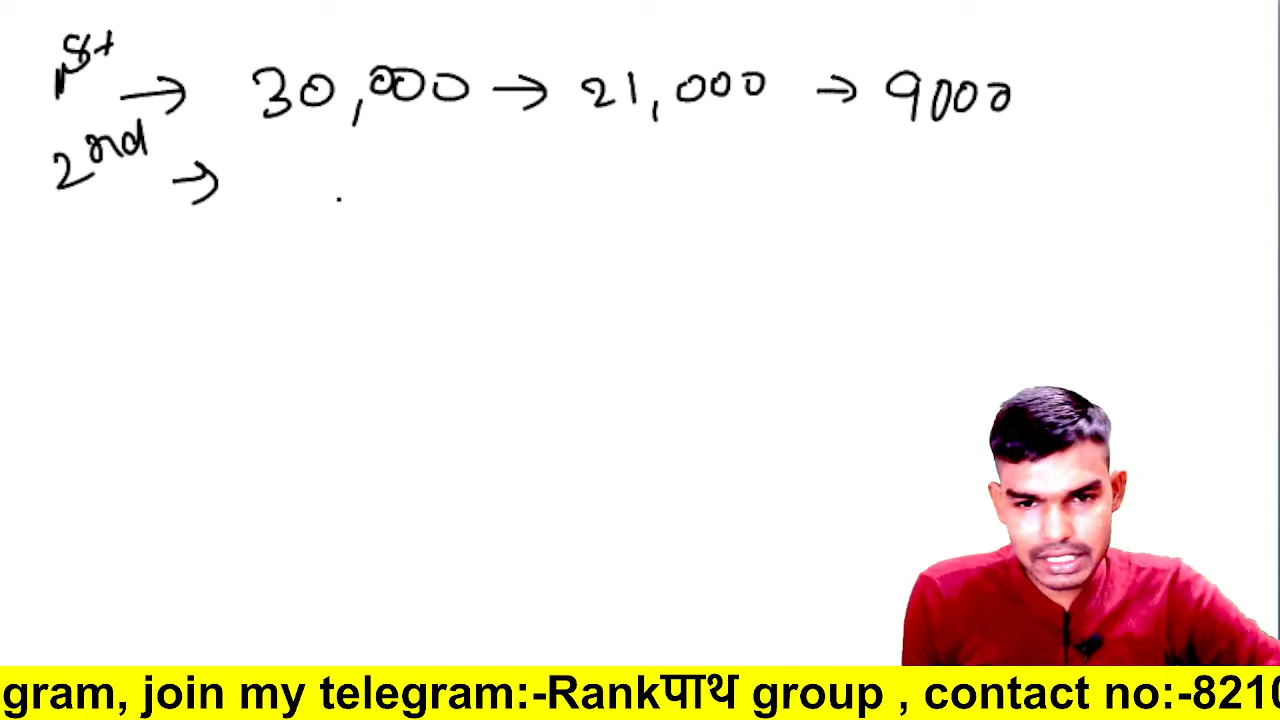 1st → 30,000 → 21,000 → 9000
2nd →
gram, join my telegram:-Rankपाथ group , contact no:-8210